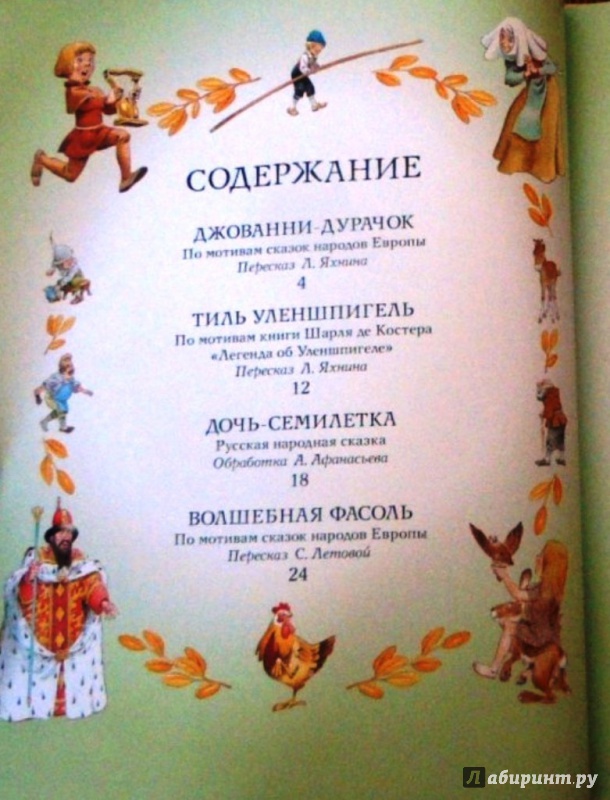 СОДЕРЖАНИЕ
ДЖОВАННИ-ДУРАЧОК
По мотивам сказок народов Европы
Пересказ Л. Яхнина
4
ТИЛЬ УЛЕНШПИГЕЛЬ
По мотивам книги Шарля де Костера
«Легенда об Уленшпигеле»
Пересказ Л. Яхнина
12
ДОЧЬ-СЕМИЛЕТКА
Русская народная сказка
Обработка А. Афанасьева
18
ВОЛШЕБНАЯ ФАСОЛЬ
По мотивам сказок народов Европы
Пересказ С. Летовой
24
Лабиринт.ру